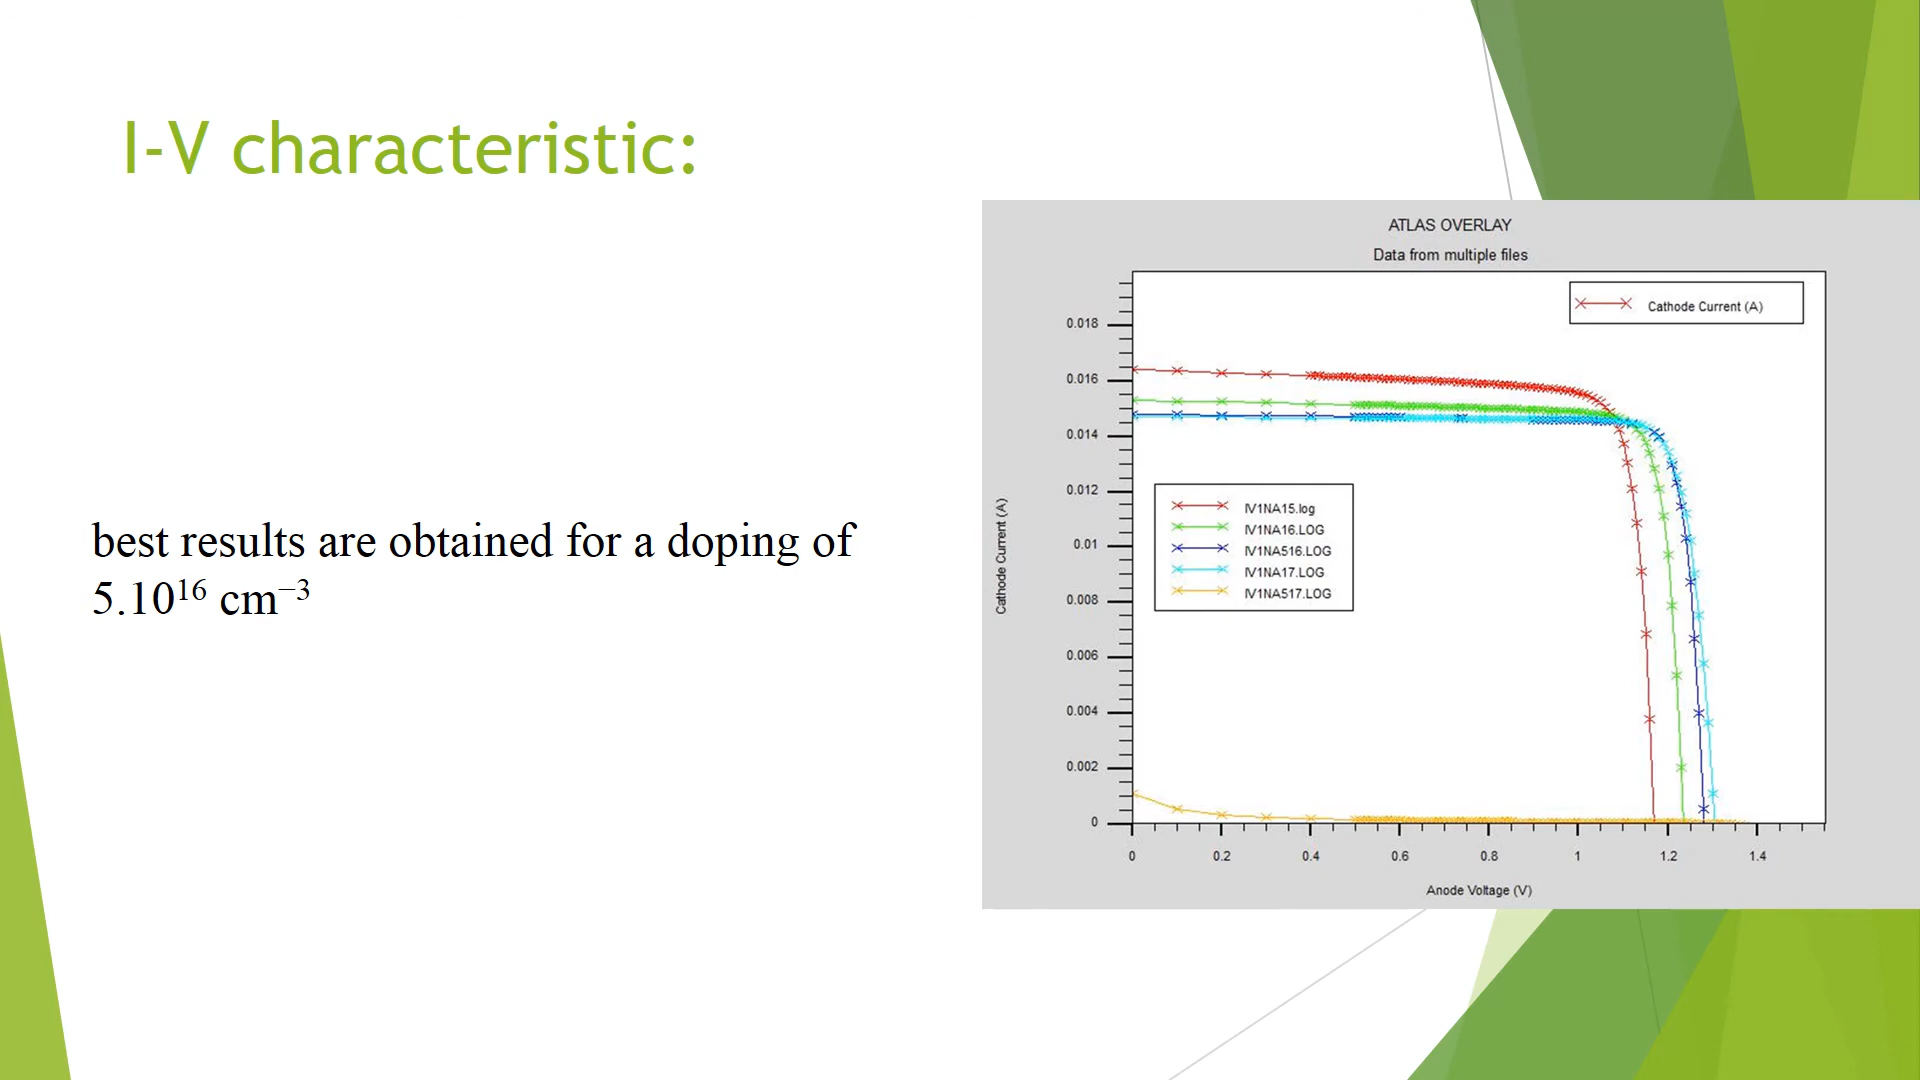 I-V characteristic:
best results are obtained for a doping of
5.10¹⁶ cm⁻³
ATLAS OVERLAY
Data from multiple files
Cathode Current (A)
0.018
0.016
0.014
0.012
0.01
0.008
0.006
0.004
0.002
0
Cathode Current (A)
IV1NA15.log
IV1NA16.LOG
IV1NA516.LOG
IV1NA17.LOG
IV1NA517.LOG
0 0.2 0.4 0.6 0.8 1 1.2 1.4
Anode Voltage (V)